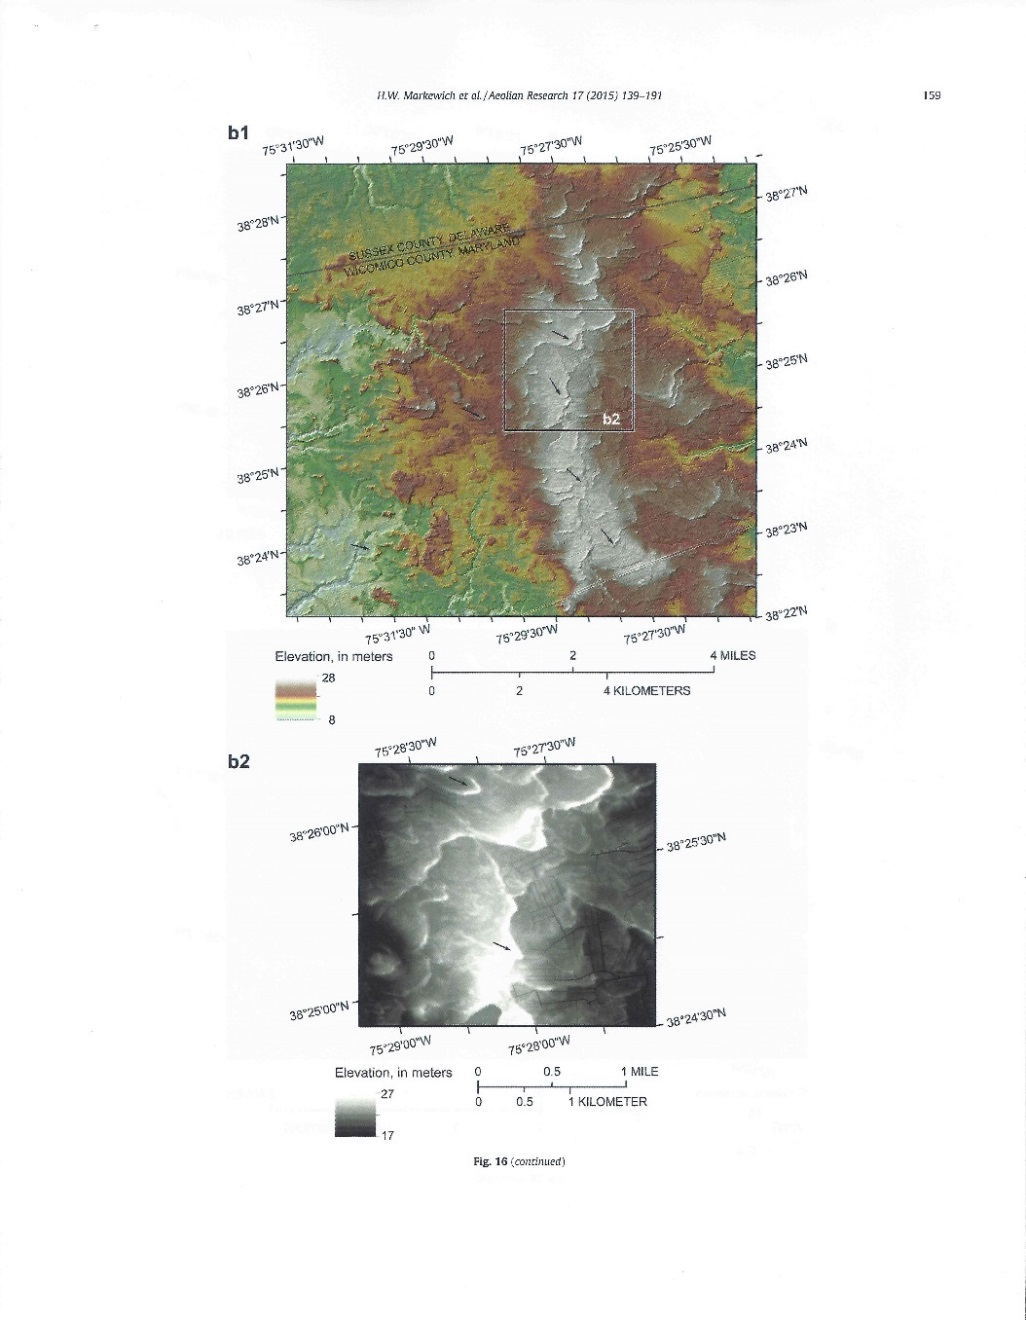 H.W. Markewich et al. / Aeolian Research 17 (2015) 139–191
159
b1
75°31'30"W
75°29'30"W
75°27'30"W
75°25'30"W
38°28'N
38°27'N
38°26'N
38°25'N
38°24'N
SUSSEX COUNTY DELAWARE
WICOMICO COUNTY MARYLAND
b2
38°27'N
38°26'N
38°25'N
38°24'N
38°23'N
38°22'N
75°31'30" W
75°29'30"W
75°27'30"W
Elevation, in meters
28
8
0 2 4 MILES
0 2 4 KILOMETERS
b2
75°28'30"W
75°27'30"W
38°26'00"N
38°25'00"N
38°25'30"N
38°24'30"N
75°29'00"W
75°28'00"W
Elevation, in meters
27
17
0 0.5 1 MILE
0 0.5 1 KILOMETER
Fig. 16 (continued)